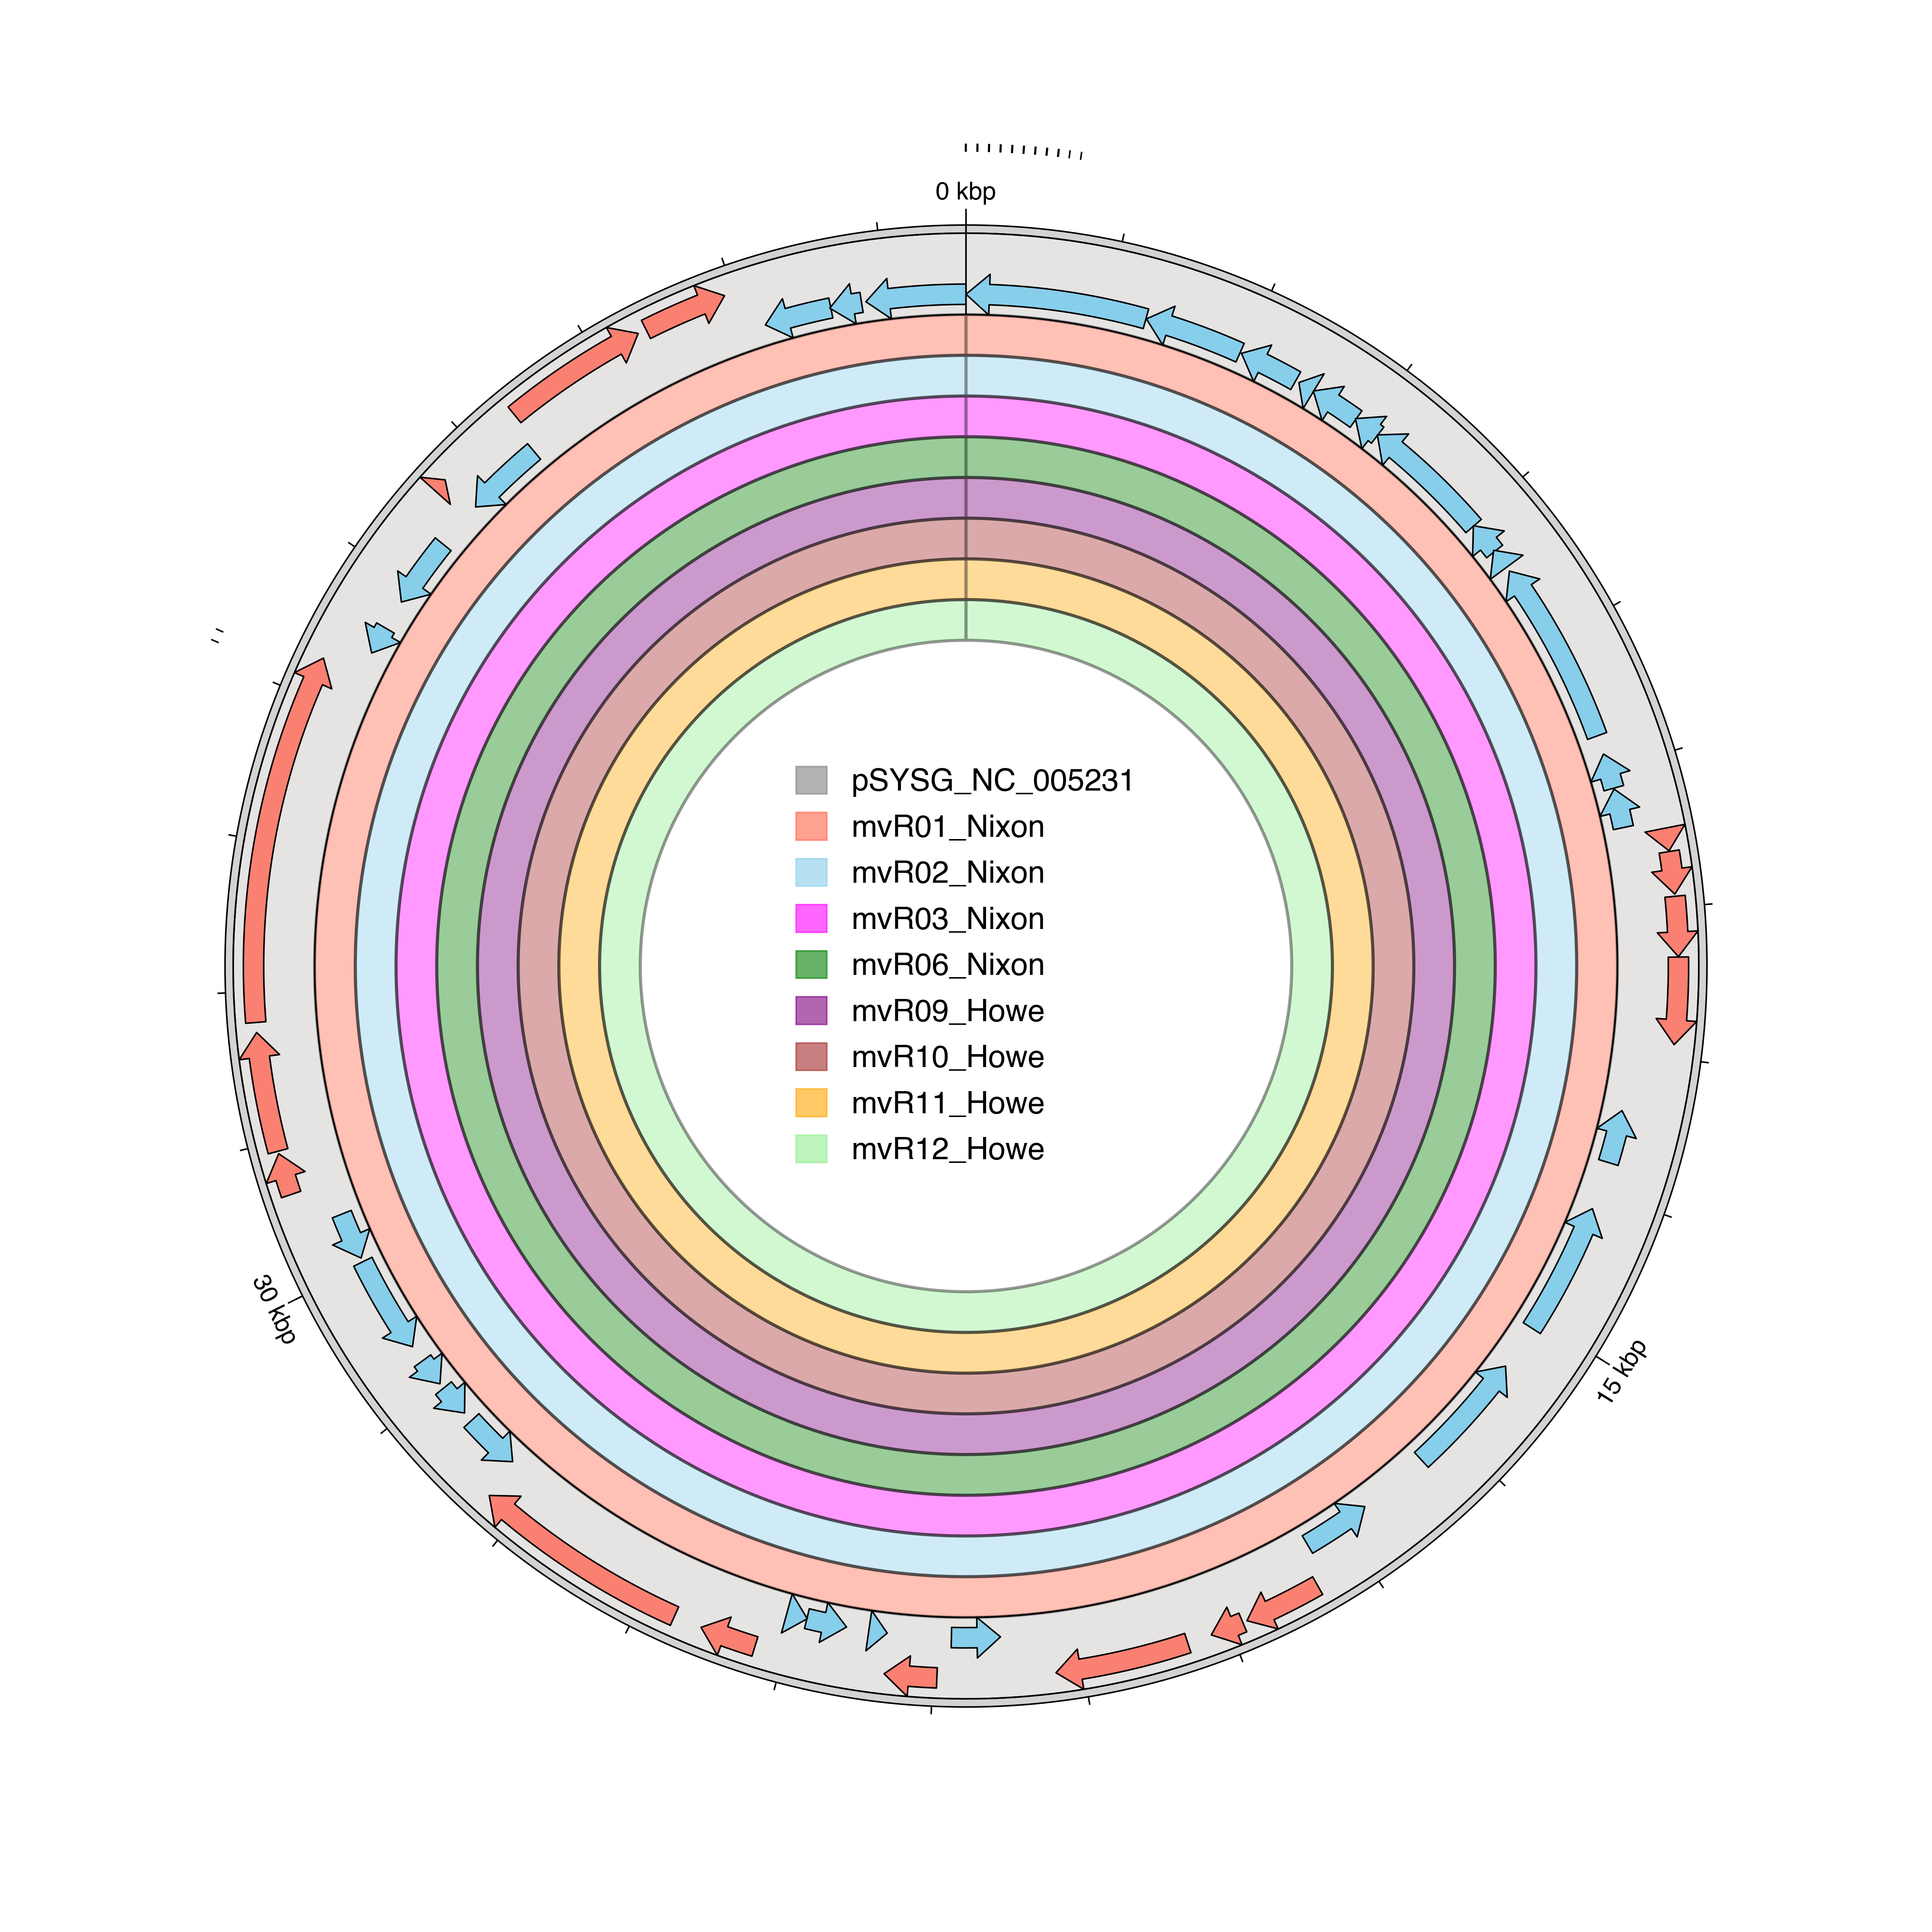 0 kbp
pSYSG_NC_005231
mvR01_Nixon
mvR02_Nixon
mvR03_Nixon
mvR06_Nixon
mvR09_Howe
mvR10_Howe
mvR11_Howe
mvR12_Howe
30 kbp
15 kbp